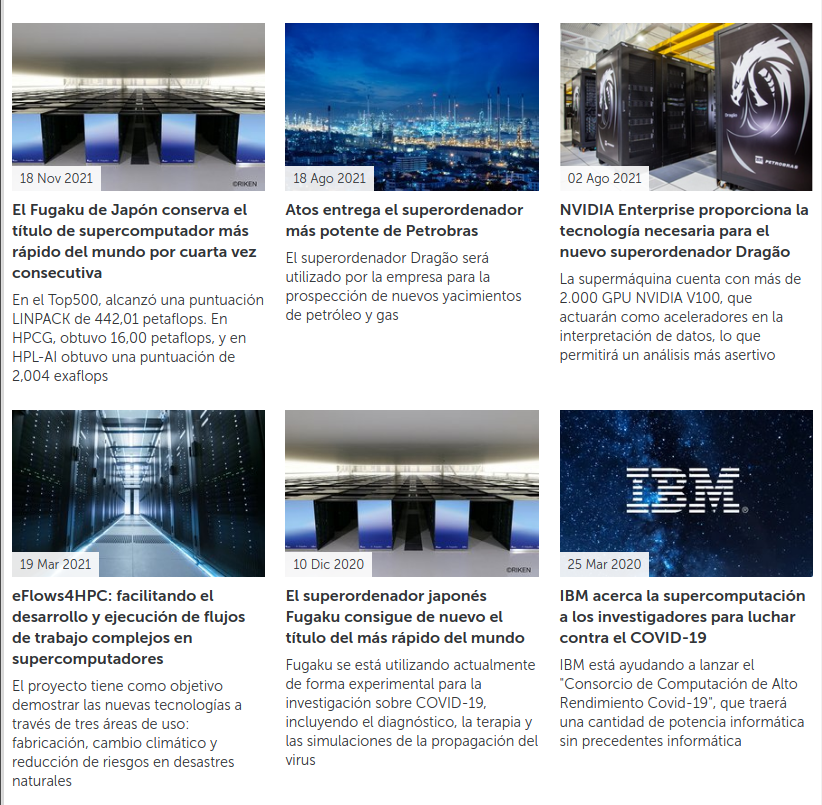 ©RIKEN
18 Nov 2021
El Fugaku de Japón conserva el
título de supercomputador más
rápido del mundo por cuarta vez
consecutiva
En el Top500, alcanzó una puntuación
LINPACK de 442,01 petaflops. En
HPCG, obtuvo 16,00 petaflops, y en
HPL-AI obtuvo una puntuación de
2,004 exaflops
18 Ago 2021
Atos entrega el superordenador
más potente de Petrobras
El superordenador Dragão será
utilizado por la empresa para la
prospección de nuevos yacimientos
de petróleo y gas
Dragão
PETROBRAS
02 Ago 2021
NVIDIA Enterprise proporciona la
tecnología necesaria para el
nuevo superordenador Dragão
La supermáquina cuenta con más de
2.000 GPU NVIDIA V100, que
actuarán como aceleradores en la
interpretación de datos, lo que
permitirá un análisis más asertivo
19 Mar 2021
eFlows4HPC: facilitando el
desarrollo y ejecución de flujos
de trabajo complejos en
supercomputadores
El proyecto tiene como objetivo
demostrar las nuevas tecnologías a
través de tres áreas de uso:
fabricación, cambio climático y
reducción de riesgos en desastres
naturales
©RIKEN
10 Dic 2020
El superordenador japonés
Fugaku consigue de nuevo el
título del más rápido del mundo
Fugaku se está utilizando actualmente
de forma experimental para la
investigación sobre COVID-19,
incluyendo el diagnóstico, la terapia y
las simulaciones de la propagación del
virus
IBM®
25 Mar 2020
IBM acerca la supercomputación
a los investigadores para luchar
contra el COVID-19
IBM está ayudando a lanzar el
"Consorcio de Computación de Alto
Rendimiento Covid-19", que traerá
una cantidad de potencia informática
sin precedentes informática